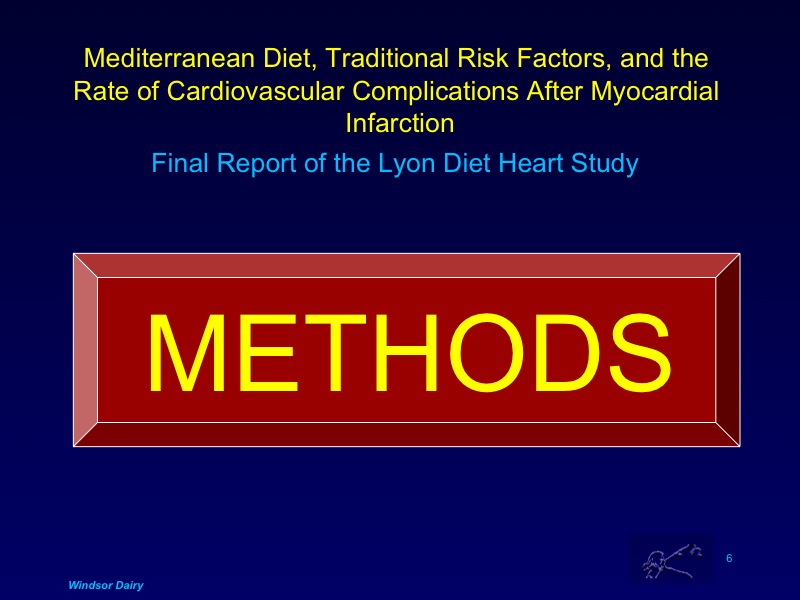 Mediterranean Diet, Traditional Risk Factors, and the
Rate of Cardiovascular Complications After Myocardial
Infarction
Final Report of the Lyon Diet Heart Study
METHODS
6
Windsor Dairy